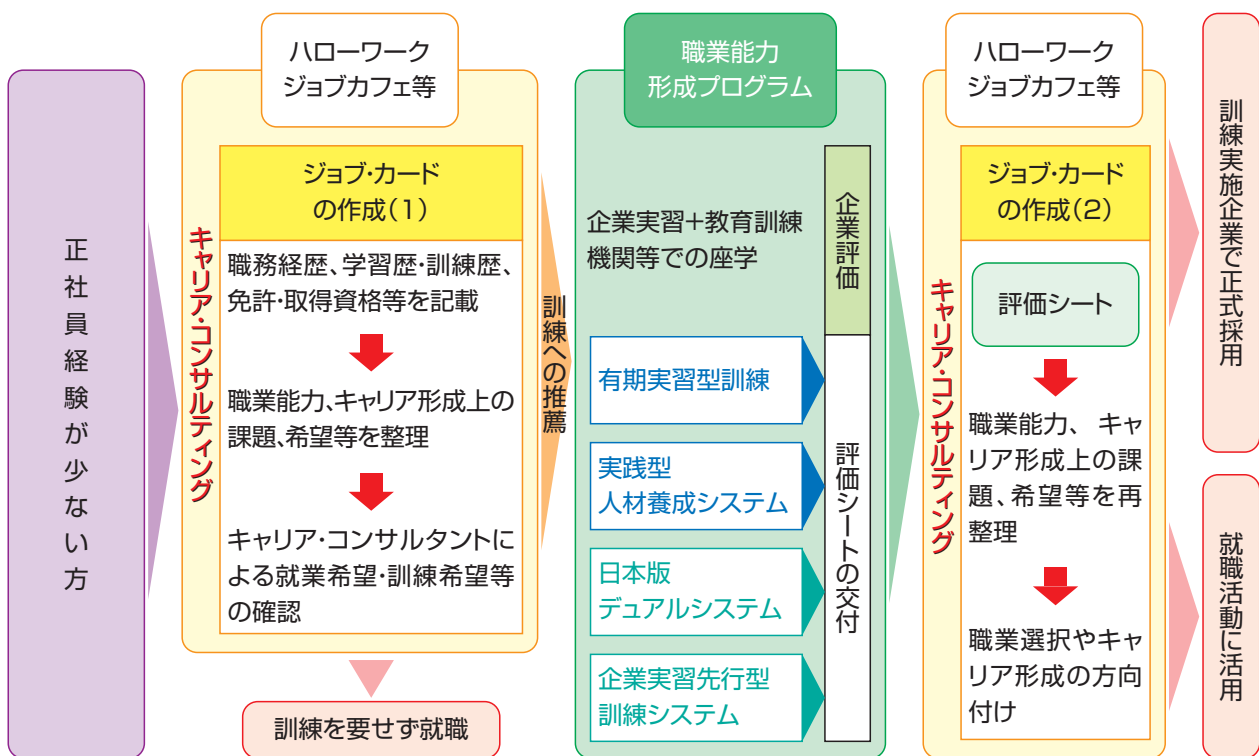 正社員経験が少ない方
ハローワーク
ジョブカフェ等
キャリア・コンサルティング
ジョブ・カード
の作成(1)
職務経歴、学習歴・訓練歴、
免許・取得資格等を記載
職業能力、キャリア形成上の
課題、希望等を整理
キャリア・コンサルタントに
よる就業希望・訓練希望等
の確認
訓練を要せず就職
訓練への推薦
職業能力
形成プログラム
企業実習+教育訓練
機関等での座学
有期実習型訓練
実践型
人材養成システム
日本版
デュアルシステム
企業実習先行型
訓練システム
企業評価
評価シートの交付
ハローワーク
ジョブカフェ等
キャリア・コンサルティング
ジョブ・カード
の作成(2)
評価シート
職業能力、キャ
リア形成上の課
題、希望等を再
整理
職業選択やキャ
リア形成の方向
付け
訓練実施企業で正式採用
就職活動に活用